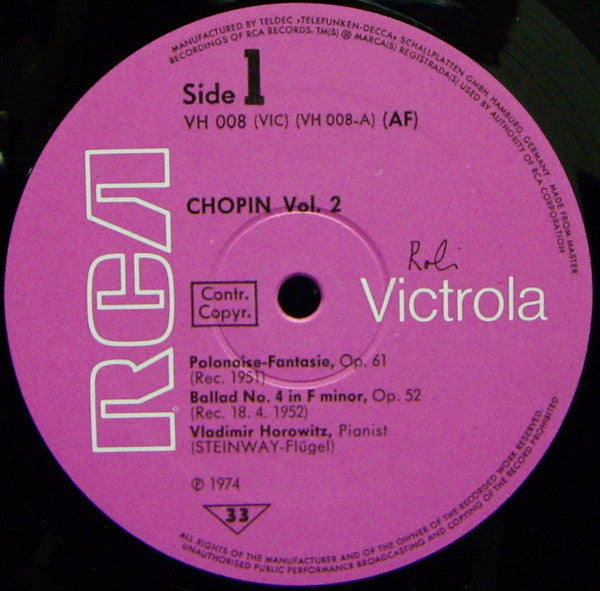 MANUFACTURED BY TELDEC »TELEFUNKEN-DECCA« SCHALLPLATTEN GMBH, HAMBURG, GERMANY · MADE FROM MASTER
RECORDINGS OF RCA RECORDS. TM(S) ® MARCA(S) REGISTRADA(S) USED BY AUTHORITY OF RCA CORPORATION
Side 1
VH 008 (VIC) (VH 008-A) (AF)
RCA
®
CHOPIN Vol. 2
Contr.
Copyr.
Victrola
Polonaise-Fantasie, Op. 61
(Rec. 1951)
Ballad No. 4 in F minor, Op. 52
(Rec. 18. 4. 1952)
Vladimir Horowitz, Pianist
(STEINWAY-Flügel)
℗ 1974
33
ALL RIGHTS OF THE MANUFACTURER AND OF THE OWNER OF THE RECORDED WORK RESERVED.
UNAUTHORISED PUBLIC PERFORMANCE BROADCASTING AND COPYING OF THE RECORD PROHIBITED